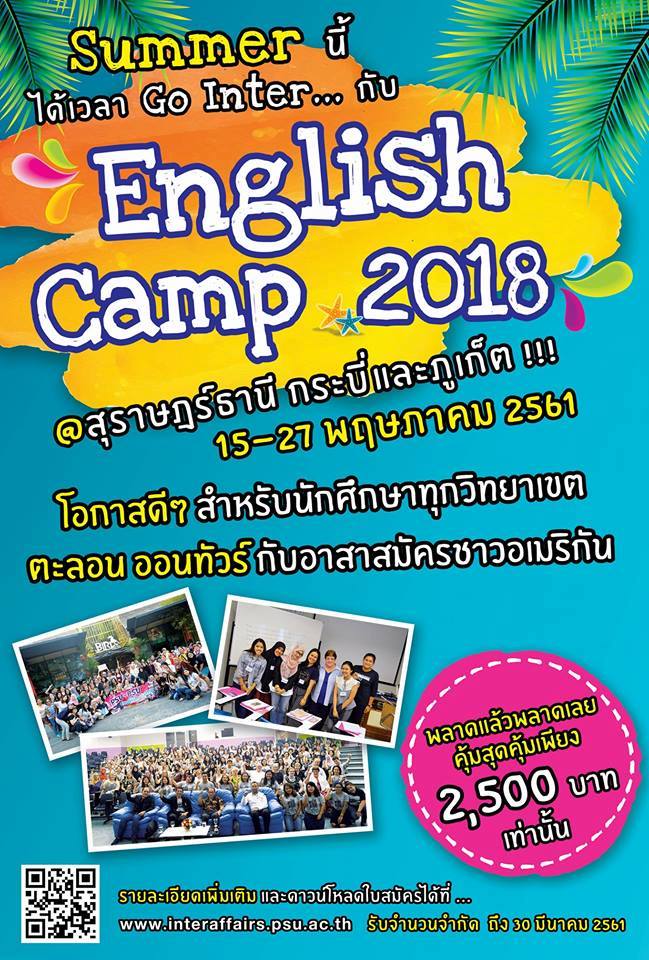 Summer นี้
ได้เวลา Go Inter... กับ
English
Camp 2018
@สุราษฎร์ธานี กระบี่และภูเก็ต !!!
15-27 พฤษภาคม 2561
โอกาสดีๆ สำหรับนักศึกษาทุกวิทยาเขต
ตะลอน ออนทัวร์ กับอาสาสมัครชาวอเมริกัน
พลาดแล้วพลาดเลย
คุ้มสุดคุ้มเพียง
2,500 บาท
เท่านั้น
รายละเอียดเพิ่มเติม และดาวน์โหลดใบสมัครได้ที่ ...
www.interaffairs.psu.ac.th รับจำนวนจำกัด ถึง 30 มีนาคม 2561